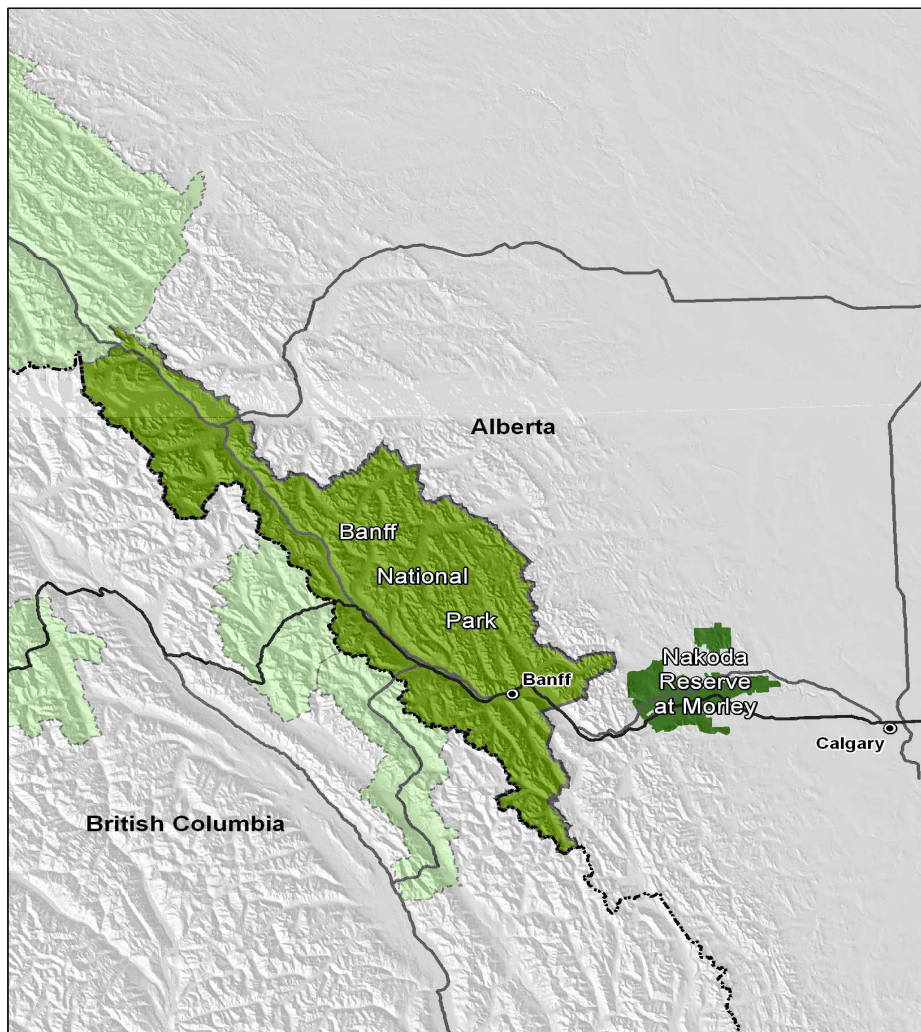 Alberta
Banff
National
Park
Nakoda
Reserve
at Morley
Banff
Calgary
British Columbia